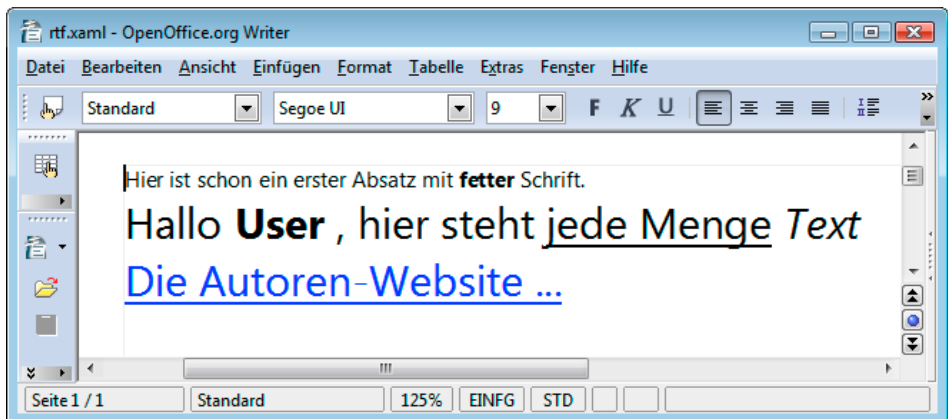 rtf.xaml - OpenOffice.org Writer
Datei Bearbeiten Ansicht Einfügen Format Tabelle Extras Fenster Hilfe
Standard Segoe UI 9 F K U
Hier ist schon ein erster Absatz mit fetter Schrift.
Hallo User , hier steht jede Menge Text
Die Autoren-Website ...
Seite 1 / 1 Standard 125% EINFG STD